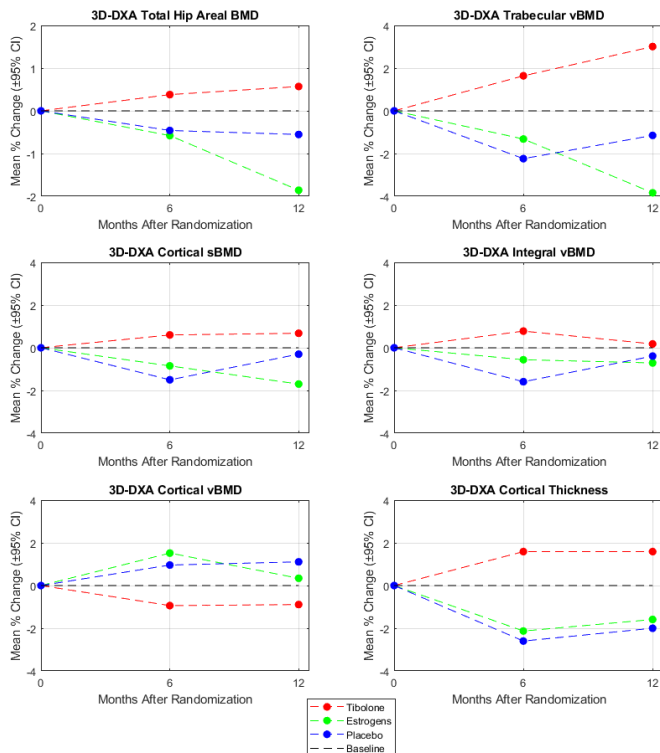 3D-DXA Total Hip Areal BMD
Mean % Change (±95% CI)
2
1
0
-1
-2
0
6
12
Months After Randomization
3D-DXA Trabecular vBMD
Mean % Change (±95% CI)
4
2
0
-2
-4
0
6
12
Months After Randomization
3D-DXA Cortical sBMD
Mean % Change (±95% CI)
4
2
0
-2
-4
0
6
12
Months After Randomization
3D-DXA Integral vBMD
Mean % Change (±95% CI)
4
2
0
-2
-4
0
6
12
Months After Randomization
3D-DXA Cortical vBMD
Mean % Change (±95% CI)
4
2
0
-2
-4
0
6
12
Months After Randomization
3D-DXA Cortical Thickness
Mean % Change (±95% CI)
4
2
0
-2
-4
0
6
12
Months After Randomization
Tibolone
Estrogens
Placebo
Baseline